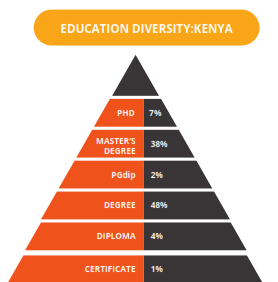 EDUCATION DIVERSITY:KENYA
PHD 7%
MASTER'S
DEGREE 38%
PGdip 2%
DEGREE 48%
DIPLOMA 4%
CERTIFICATE 1%